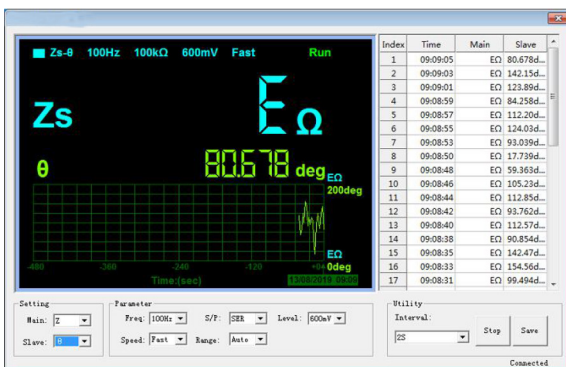 Zs-θ 100Hz 100kΩ 600mV Fast Run
Zs E Ω
θ 80.678 deg EΩ
200deg
EΩ
-480 -360 -240 -120 0deg
Time:(sec)
Index Time Main Slave
1 09:09:05 EΩ 80.678d...
2 09:09:03 EΩ 142.15d...
3 09:09:01 EΩ 123.89d...
4 09:08:59 EΩ 84.258d...
5 09:08:57 EΩ 112.20d...
6 09:08:55 EΩ 124.03d...
7 09:08:53 EΩ 93.039d...
8 09:08:50 EΩ 17.739d...
9 09:08:48 EΩ 59.363d...
10 09:08:46 EΩ 105.23d...
11 09:08:44 EΩ 112.85d...
12 09:08:42 EΩ 93.762d...
13 09:08:40 EΩ 112.57d...
14 09:08:38 EΩ 90.854d...
15 09:08:35 EΩ 142.47d...
16 09:08:33 EΩ 154.56d...
17 09:08:31 EΩ 99.494d...
Setting
Main: Z
Slave: θ
Parameter
Freq: 100Hz S/P: SER Level: 600mV
Speed: Fast Range: Auto
Utility
Interval:
2S Stop Save
Connected